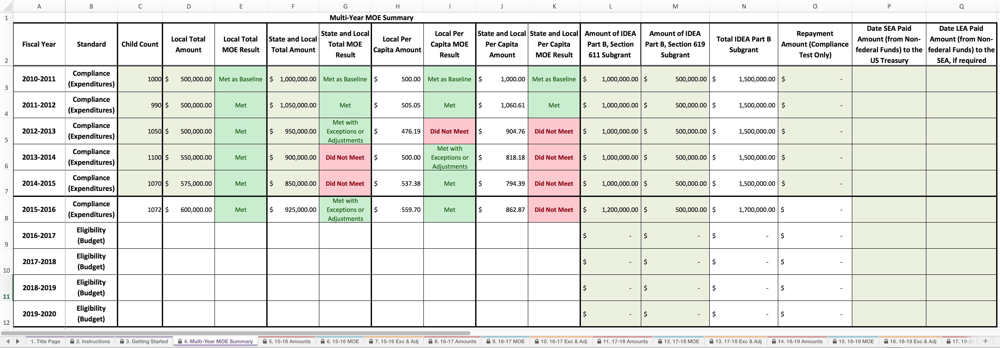 A B C D E F G H I J K L M N O P Q
1 Multi-Year MOE Summary
2 Fiscal Year Standard Child Count Local Total Amount Local Total MOE Result State and Local Total Amount State and Local Total MOE Result Local Per Capita Amount Local Per Capita MOE Result State and Local Per Capita Amount State and Local Per Capita MOE Result Amount of IDEA Part B, Section 611 Subgrant Amount of IDEA Part B, Section 619 Subgrant Total IDEA Part B Subgrant Repayment Amount (Compliance Test Only) Date SEA Paid Amount (from Non-federal Funds) to the US Treasury Date LEA Paid Amount (from Non-federal Funds) to the SEA, if required
3 2010-2011 Compliance (Expenditures) 1000 $ 500,000.00 Met as Baseline $ 1,000,000.00 Met as Baseline $ 500.00 Met as Baseline $ 1,000.00 Met as Baseline $ 1,000,000.00 $ 500,000.00 $ 1,500,000.00 $ -
4 2011-2012 Compliance (Expenditures) 990 $ 500,000.00 Met $ 1,050,000.00 Met $ 505.05 Met $ 1,060.61 Met $ 1,000,000.00 $ 500,000.00 $ 1,500,000.00 $ -
5 2012-2013 Compliance (Expenditures) 1050 $ 500,000.00 Met $ 950,000.00 Met with Exceptions or Adjustments $ 476.19 Did Not Meet $ 904.76 Did Not Meet $ 1,000,000.00 $ 500,000.00 $ 1,500,000.00 $ -
6 2013-2014 Compliance (Expenditures) 1100 $ 550,000.00 Met $ 900,000.00 Did Not Meet $ 500.00 Met with Exceptions or Adjustments $ 818.18 Did Not Meet $ 1,000,000.00 $ 500,000.00 $ 1,500,000.00 $ -
7 2014-2015 Compliance (Expenditures) 1070 $ 575,000.00 Met $ 850,000.00 Did Not Meet $ 537.38 Met $ 794.39 Did Not Meet $ 1,000,000.00 $ 500,000.00 $ 1,500,000.00 $ -
8 2015-2016 Compliance (Expenditures) 1072 $ 600,000.00 Met $ 925,000.00 Met with Exceptions or Adjustments $ 559.70 Met $ 862.87 Did Not Meet $ 1,200,000.00 $ 500,000.00 $ 1,700,000.00 $ -
9 2016-2017 Eligibility (Budget) $ - $ - $ - $ -
10 2017-2018 Eligibility (Budget) $ - $ - $ - $ -
11 2018-2019 Eligibility (Budget) $ - $ - $ - $ -
12 2019-2020 Eligibility (Budget) $ - $ - $ - $ -
1. Title Page 2. Instructions 3. Getting Started 4. Multi-Year MOE Summary 5. 15-16 Amounts 6. 15-16 MOE 7. 15-16 Exc & Adj 8. 16-17 Amounts 9. 16-17 MOE 10. 16-17 Exc & Adj 11. 17-18 Amounts 12. 17-18 MOE 13. 17-18 Exc & Adj 14. 18-19 Amounts 15. 18-19 MOE 16. 18-19 Exc & Adj 17. 19-20 +